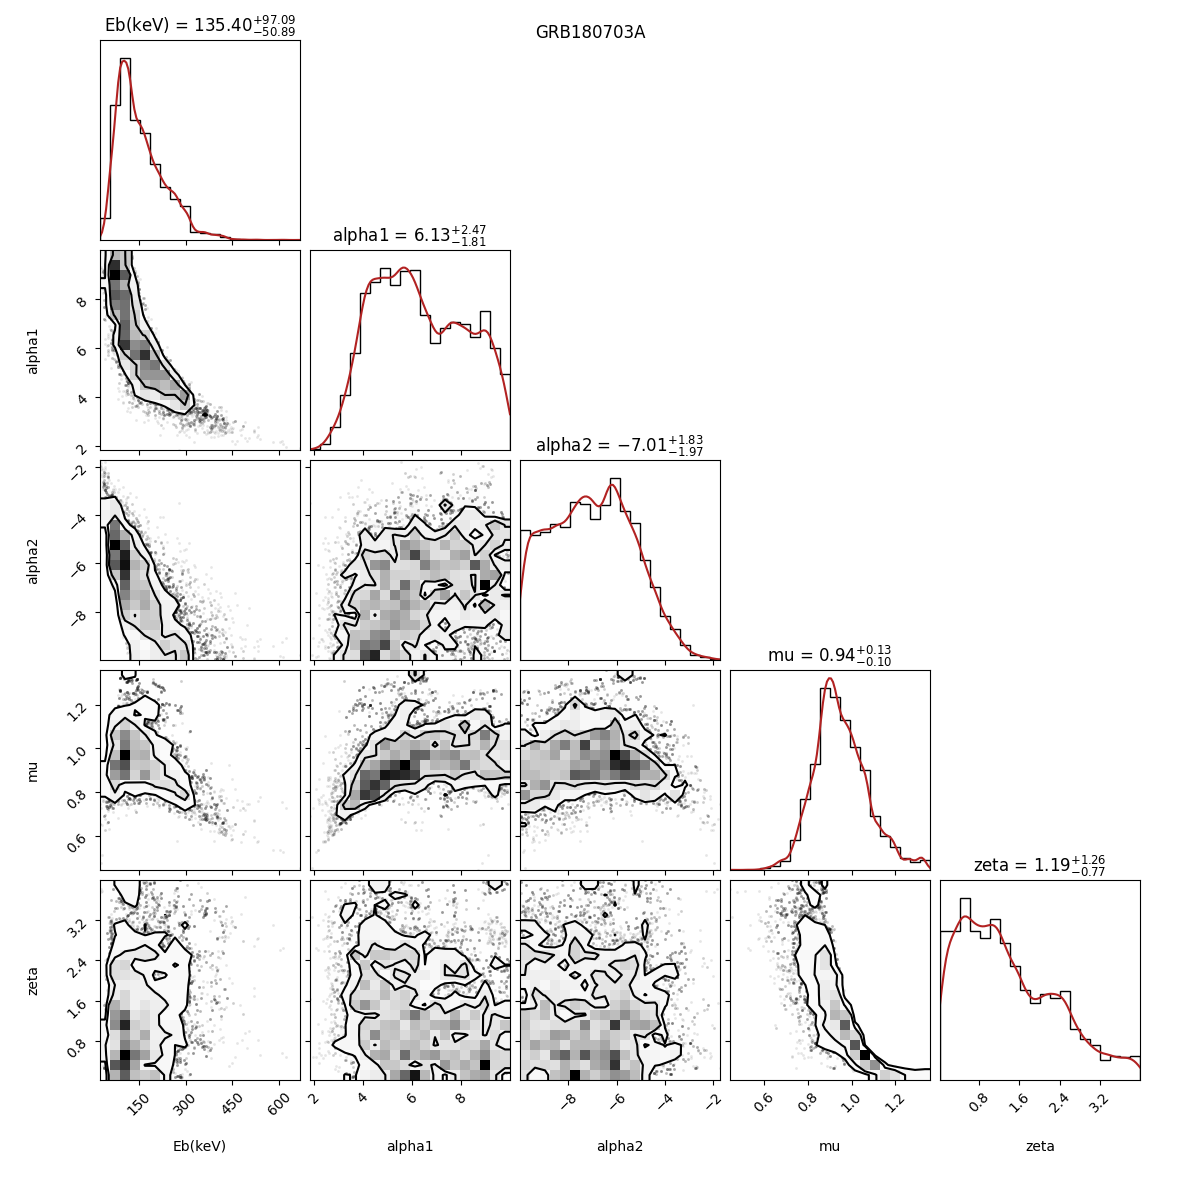 GRB180703A
Eb(keV) = 135.40+97.09−50.89
alpha1 = 6.13+2.47−1.81
alpha1
8
6
4
2
alpha2 = −7.01+1.83−1.97
alpha2
−2
−4
−6
−8
mu = 0.94+0.13−0.10
mu
1.2
1.0
0.8
0.6
zeta = 1.19+1.26−0.77
zeta
3.2
2.4
1.6
0.8
150 300 450 600 2 4 6 8 −8 −6 −4 −2 0.6 0.8 1.0 1.2 0.8 1.6 2.4 3.2
Eb(keV) alpha1 alpha2 mu zeta